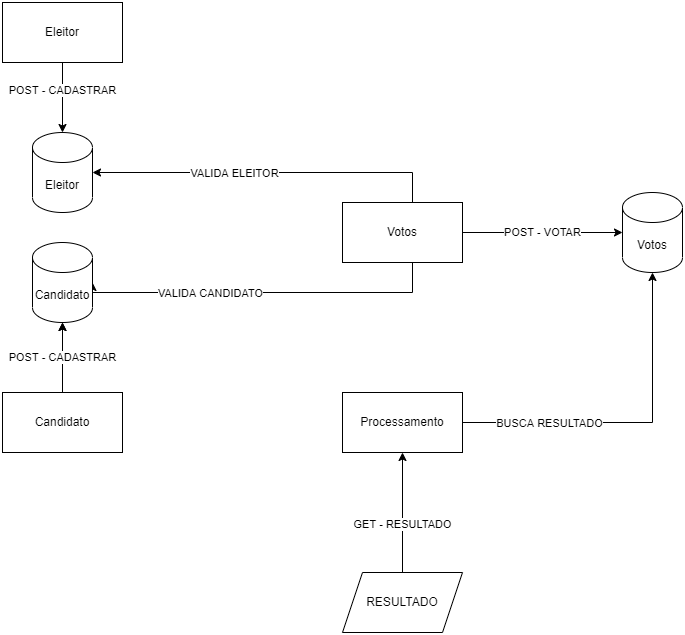 Eleitor
POST - CADASTRAR
Eleitor
VALIDA ELEITOR
Votos
POST - VOTAR
Votos
Candidato
VALIDA CANDIDATO
POST - CADASTRAR
Candidato
Processamento
BUSCA RESULTADO
GET - RESULTADO
RESULTADO